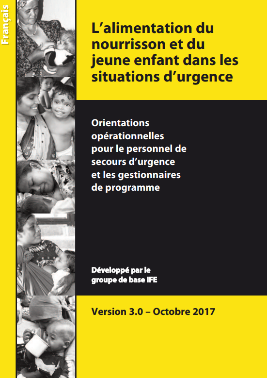 Français
L’alimentation du
nourrisson et du
jeune enfant dans les
situations d’urgence
Orientations
opérationnelles
pour le personnel de
secours d’urgence
et les gestionnaires
de programme
Développé par le
groupe de base IFE
Version 3.0 – Octobre 2017